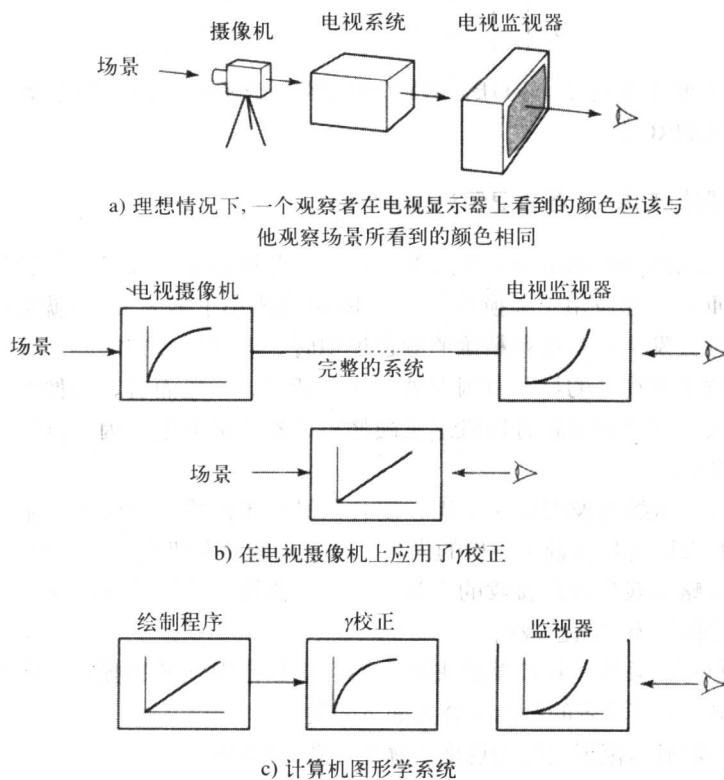 摄像机
电视系统
电视监视器
场景
a) 理想情况下, 一个观察者在电视显示器上看到的颜色应该与
他观察场景所看到的颜色相同
电视摄像机
电视监视器
场景
完整的系统
场景
b) 在电视摄像机上应用了γ校正
绘制程序
γ校正
监视器
c) 计算机图形学系统